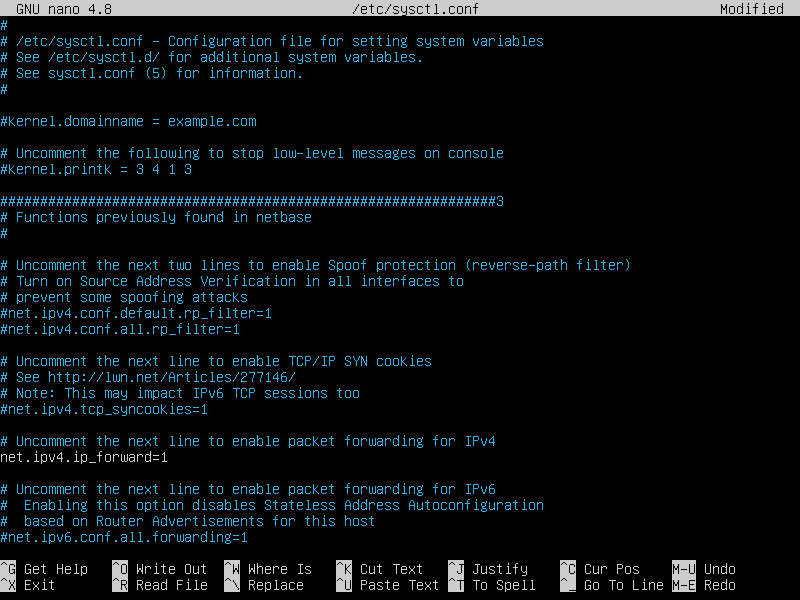 GNU nano 4.8 /etc/sysctl.conf Modified
#
# /etc/sysctl.conf - Configuration file for setting system variables
# See /etc/sysctl.d/ for additional system variables.
# See sysctl.conf (5) for information.
#
#kernel.domainname = example.com
# Uncomment the following to stop low-level messages on console
#kernel.printk = 3 4 1 3
##############################################################3
# Functions previously found in netbase
#
# Uncomment the next two lines to enable Spoof protection (reverse-path filter)
# Turn on Source Address Verification in all interfaces to
# prevent some spoofing attacks
#net.ipv4.conf.default.rp_filter=1
#net.ipv4.conf.all.rp_filter=1
# Uncomment the next line to enable TCP/IP SYN cookies
# See http://lwn.net/Articles/277146/
# Note: This may impact IPv6 TCP sessions too
#net.ipv4.tcp_syncookies=1
# Uncomment the next line to enable packet forwarding for IPv4
net.ipv4.ip_forward=1
# Uncomment the next line to enable packet forwarding for IPv6
#  Enabling this option disables Stateless Address Autoconfiguration
#  based on Router Advertisements for this host
#net.ipv6.conf.all.forwarding=1
^G Get Help ^O Write Out ^W Where Is ^K Cut Text ^J Justify ^C Cur Pos M-U Undo
^X Exit ^R Read File ^\ Replace ^U Paste Text ^T To Spell ^_ Go To Line M-E Redo